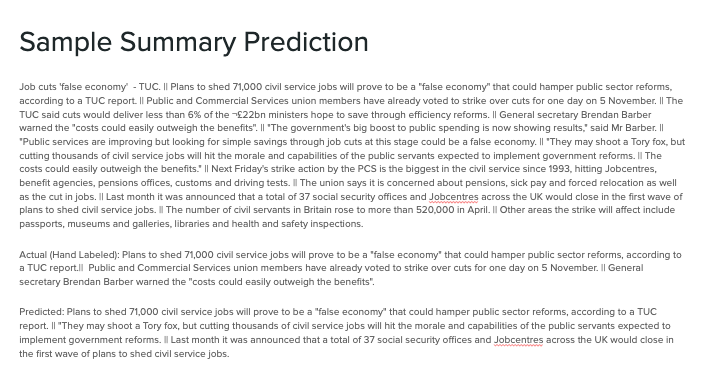 Sample Summary Prediction
Job cuts 'false economy'  - TUC. || Plans to shed 71,000 civil service jobs will prove to be a "false economy" that could hamper public sector reforms,
according to a TUC report. || Public and Commercial Services union members have already voted to strike over cuts for one day on 5 November. || The
TUC said cuts would deliver less than 6% of the ¬£22bn ministers hope to save through efficiency reforms. || General secretary Brendan Barber
warned the "costs could easily outweigh the benefits". || "The government's big boost to public spending is now showing results," said Mr Barber. ||
"Public services are improving but looking for simple savings through job cuts at this stage could be a false economy. || "They may shoot a Tory fox, but
cutting thousands of civil service jobs will hit the morale and capabilities of the public servants expected to implement government reforms. || The
costs could easily outweigh the benefits." || Next Friday's strike action by the PCS is the biggest in the civil service since 1993, hitting Jobcentres,
benefit agencies, pensions offices, customs and driving tests. || The union says it is concerned about pensions, sick pay and forced relocation as well
as the cut in jobs. || Last month it was announced that a total of 37 social security offices and Jobcentres across the UK would close in the first wave of
plans to shed civil service jobs. || The number of civil servants in Britain rose to more than 520,000 in April. || Other areas the strike will affect include
passports, museums and galleries, libraries and health and safety inspections.
Actual (Hand Labeled): Plans to shed 71,000 civil service jobs will prove to be a "false economy" that could hamper public sector reforms, according to
a TUC report.||  Public and Commercial Services union members have already voted to strike over cuts for one day on 5 November. || General
secretary Brendan Barber warned the "costs could easily outweigh the benefits".
Predicted: Plans to shed 71,000 civil service jobs will prove to be a "false economy" that could hamper public sector reforms, according to a TUC
report. || "They may shoot a Tory fox, but cutting thousands of civil service jobs will hit the morale and capabilities of the public servants expected to
implement government reforms. || Last month it was announced that a total of 37 social security offices and Jobcentres across the UK would close in
the first wave of plans to shed civil service jobs.